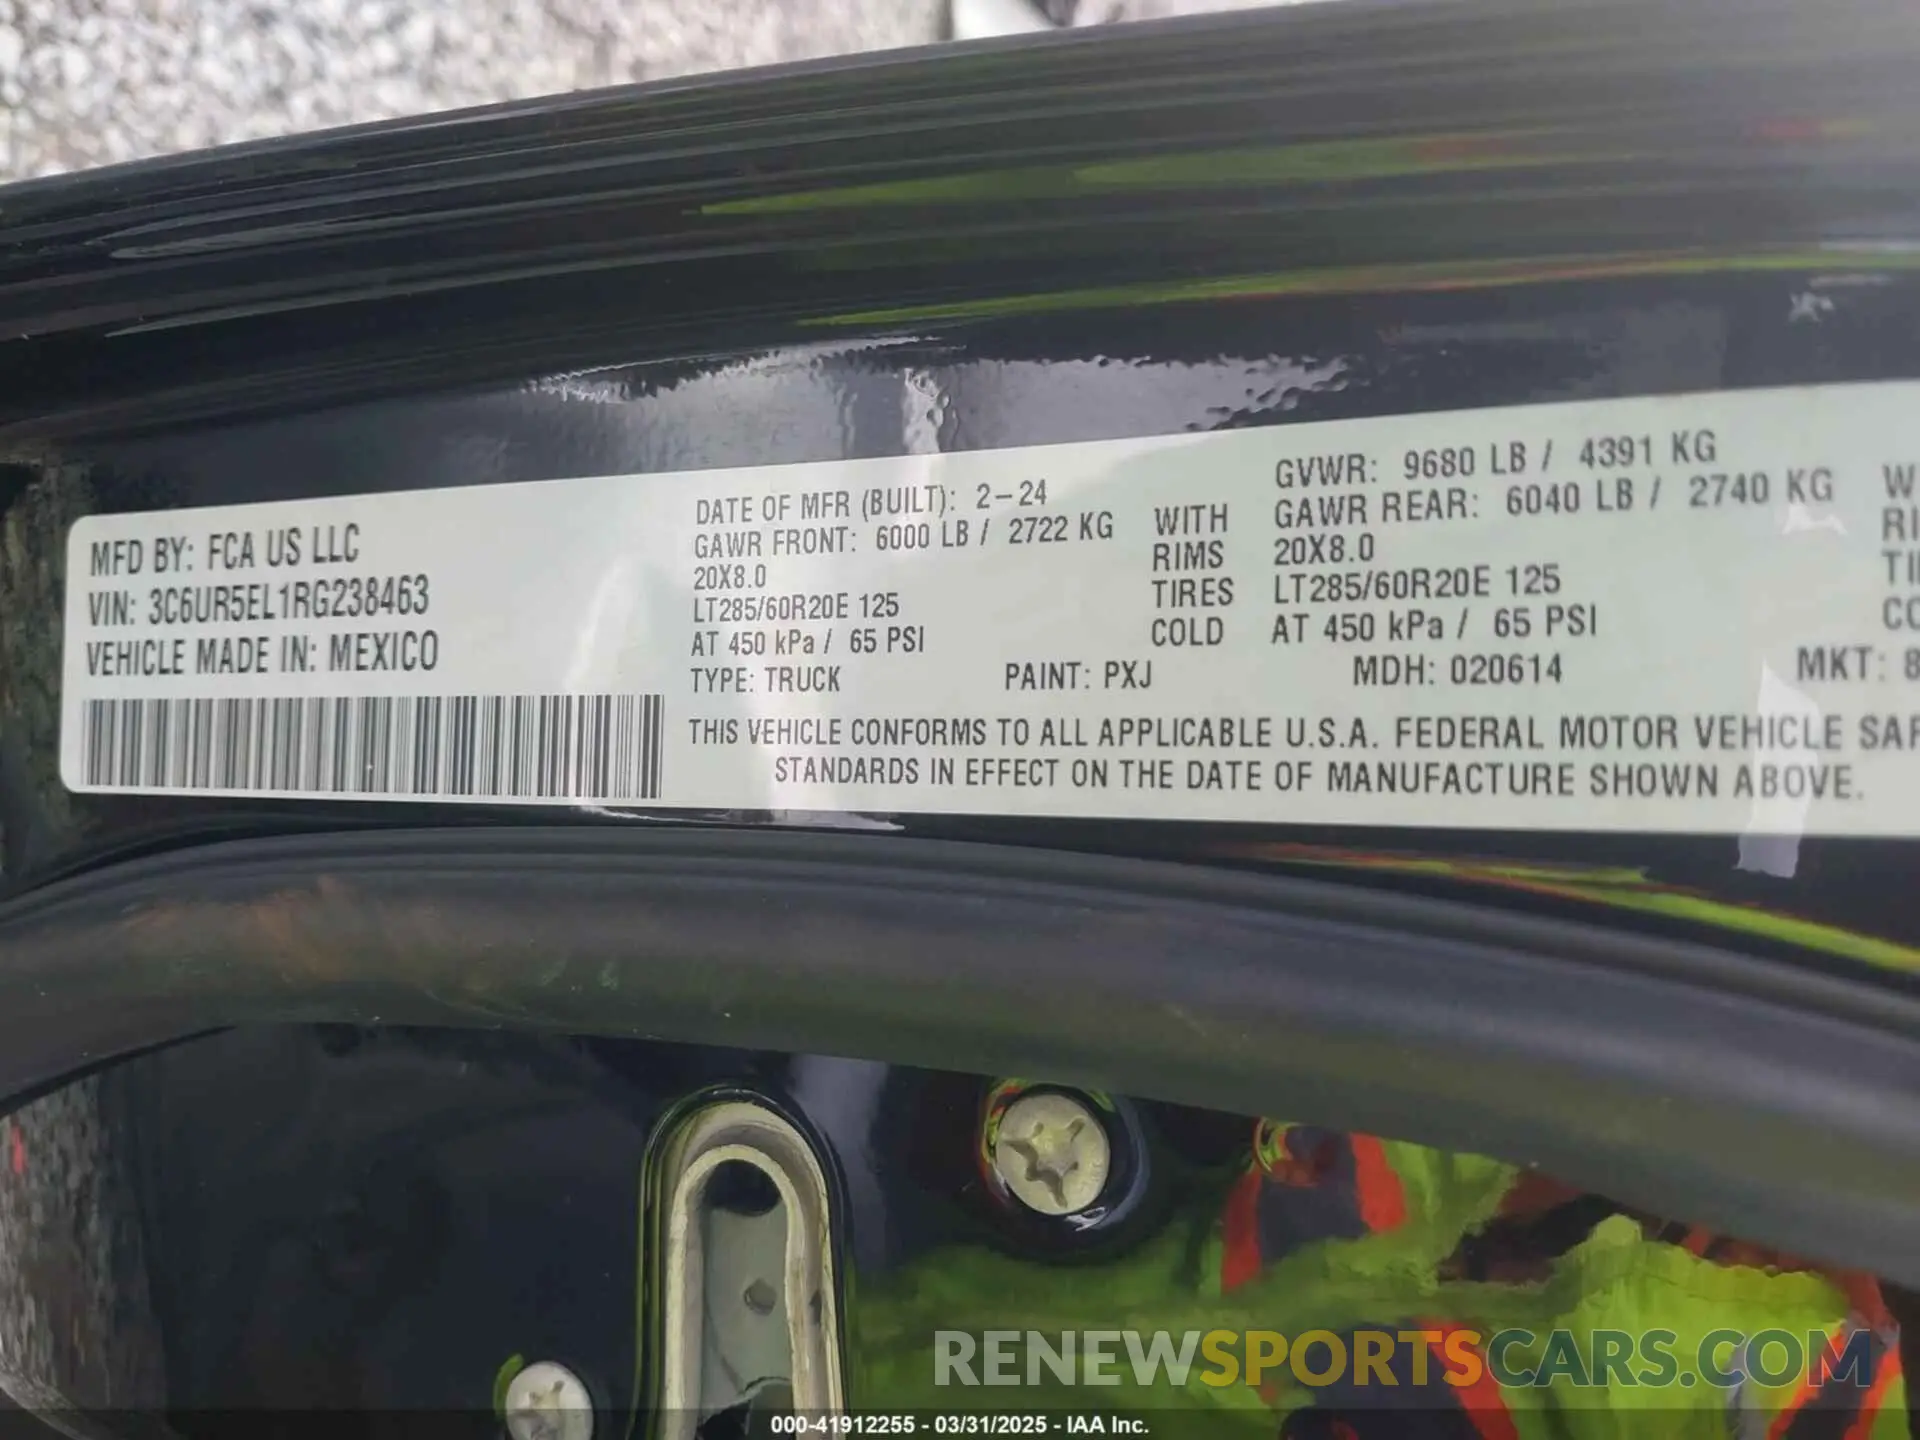 MFD BY: FCA US LLC
VIN: 3C6UR5EL1RG238463
VEHICLE MADE IN: MEXICO
DATE OF MFR (BUILT): 2-24
GAWR FRONT: 6000 LB / 2722 KG
20X8.0
LT285/60R20E 125
AT 450 kPa / 65 PSI
WITH
RIMS
TIRES
COLD
GVWR: 9680 LB / 4391 KG
GAWR REAR: 6040 LB / 2740 KG
20X8.0
LT285/60R20E 125
AT 450 kPa / 65 PSI
TYPE: TRUCK PAINT: PXJ MDH: 020614 MKT: 8
THIS VEHICLE CONFORMS TO ALL APPLICABLE U.S.A. FEDERAL MOTOR VEHICLE
STANDARDS IN EFFECT ON THE DATE OF MANUFACTURE SHOWN ABOVE.
RENEWSPORTSCARS.COM
000-41912255 - 03/31/2025 - IAA Inc.